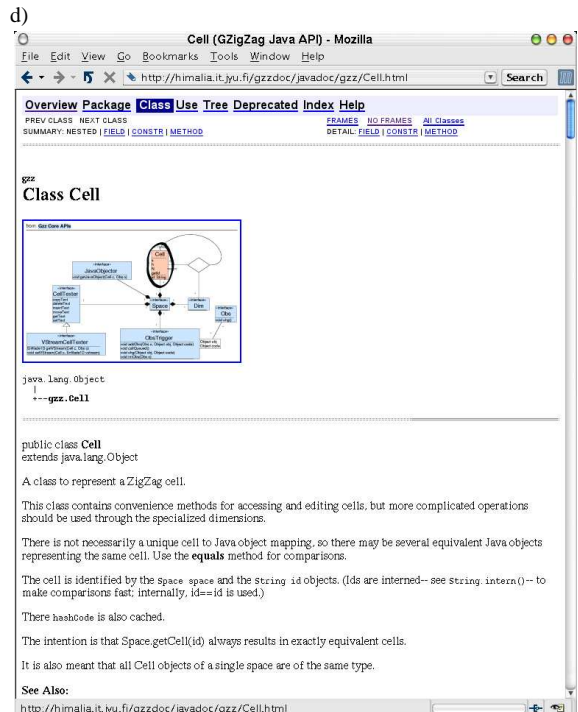 d)
Cell (GZigZag Java API) - Mozilla
File Edit View Go Bookmarks Tools Window Help
http://himalia.it.jyu.fi/gzzdoc/javadoc/gzz/Cell.html Search
Overview Package Class Use Tree Deprecated Index Help
PREV CLASS NEXT CLASS FRAMES NO FRAMES All Classes
SUMMARY: NESTED | FIELD | CONSTR | METHOD DETAIL: FIELD | CONSTR | METHOD
gzz
Class Cell
from Gzz Core APIs
Cell
JavaObjector
CellTexter
Space
Dim
Obs
VStreamCellTexter
ObsTrigger
java.lang.Object
|
+--gzz.Cell
public class Cell
extends java.lang.Object
A class to represent a ZigZag cell.
This class contains convenience methods for accessing and editing cells, but more complicated operations
should be used through the specialized dimensions.
There is not necessarily a unique cell to Java object mapping, so there may be several equivalent Java objects
representing the same cell. Use the equals method for comparisons.
The cell is identified by the Space space and the String id objects. (Ids are interned-- see String.intern()-- to
make comparisons fast; internally, id==id is used.)
There hashCode is also cached.
The intention is that Space.getCell(id) always results in exactly equivalent cells.
It is also meant that all Cell objects of a single space are of the same type.
See Also:
http://himalia.it.jyu.fi/gzzdoc/javadoc/gzz/Cell.html